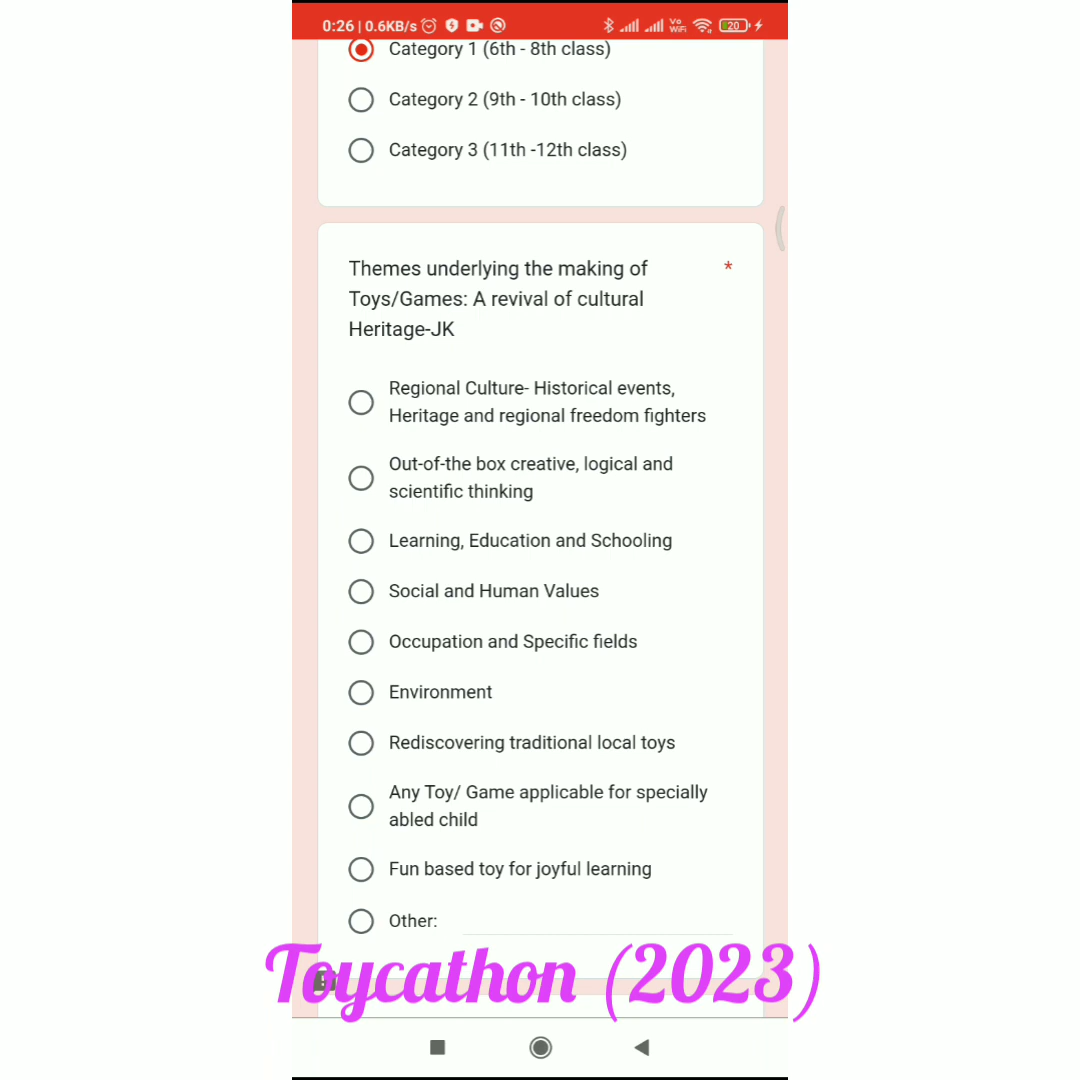 0:26 | 0.6KB/s
Vo
WiFi
20
Category 1 (6th - 8th class)
Category 2 (9th - 10th class)
Category 3 (11th -12th class)
Themes underlying the making of *
Toys/Games: A revival of cultural
Heritage-JK
Regional Culture- Historical events,
Heritage and regional freedom fighters
Out-of-the box creative, logical and
scientific thinking
Learning, Education and Schooling
Social and Human Values
Occupation and Specific fields
Environment
Rediscovering traditional local toys
Any Toy/ Game applicable for specially
abled child
Fun based toy for joyful learning
Other:
Toycathon (2023)